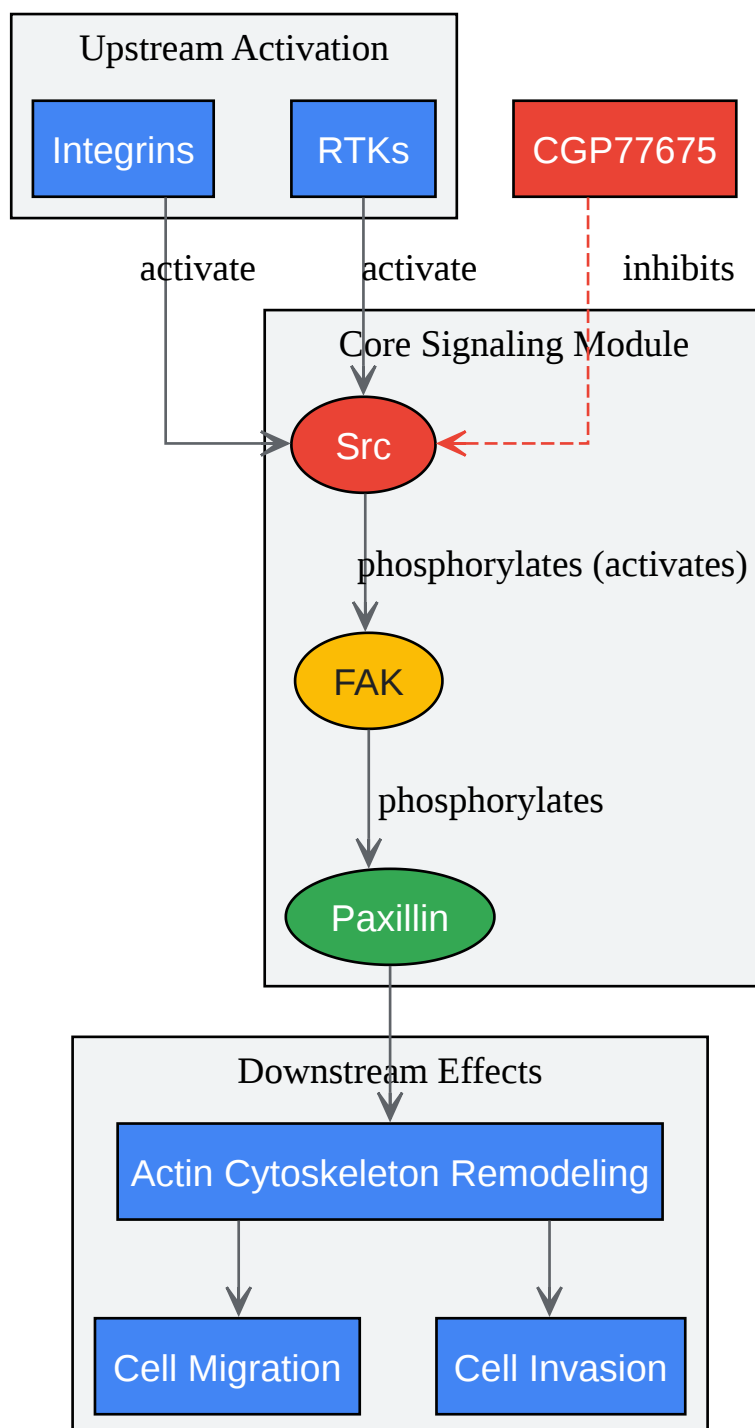 Upstream Activation
Integrins
RTKs
CGP77675
activate
activate
inhibits
Core Signaling Module
Src
phosphorylates (activates)
FAK
phosphorylates
Paxillin
Downstream Effects
Actin Cytoskeleton Remodeling
Cell Migration
Cell Invasion